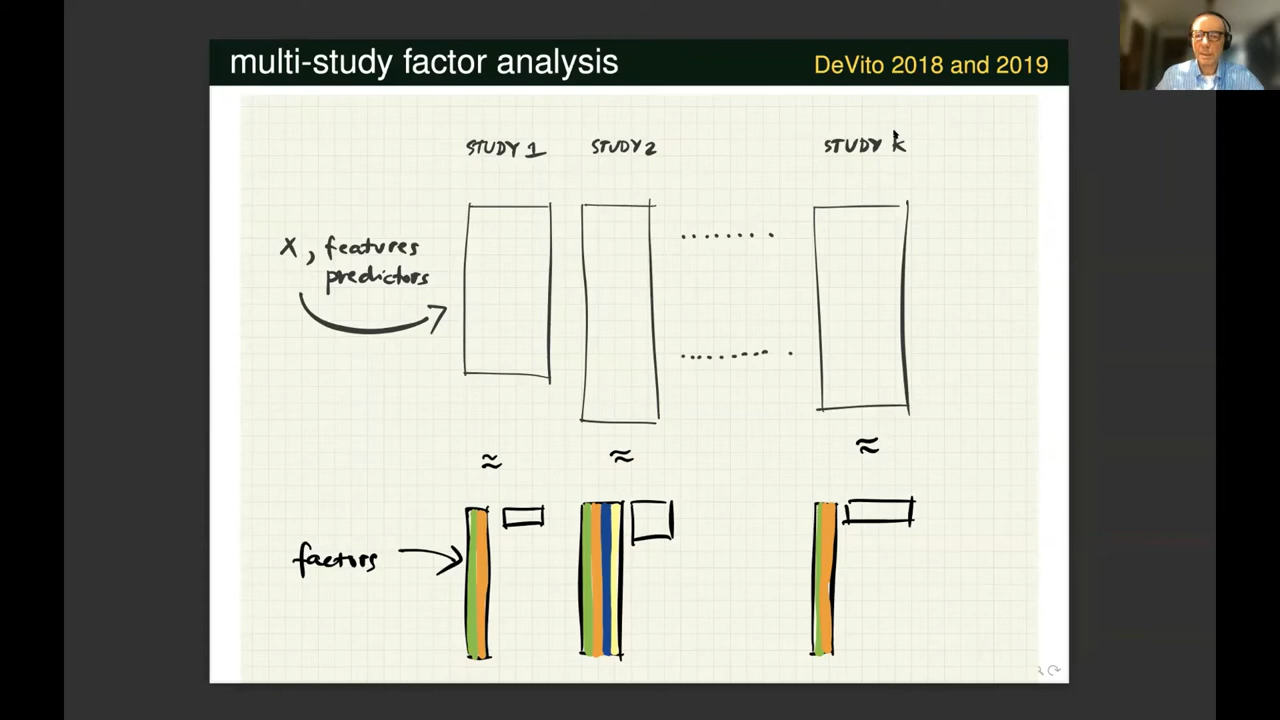 multi-study factor analysis
DeVito 2018 and 2019
STUDY 1
STUDY 2
STUDY k
X, features
predictors
≈
≈
≈
factors